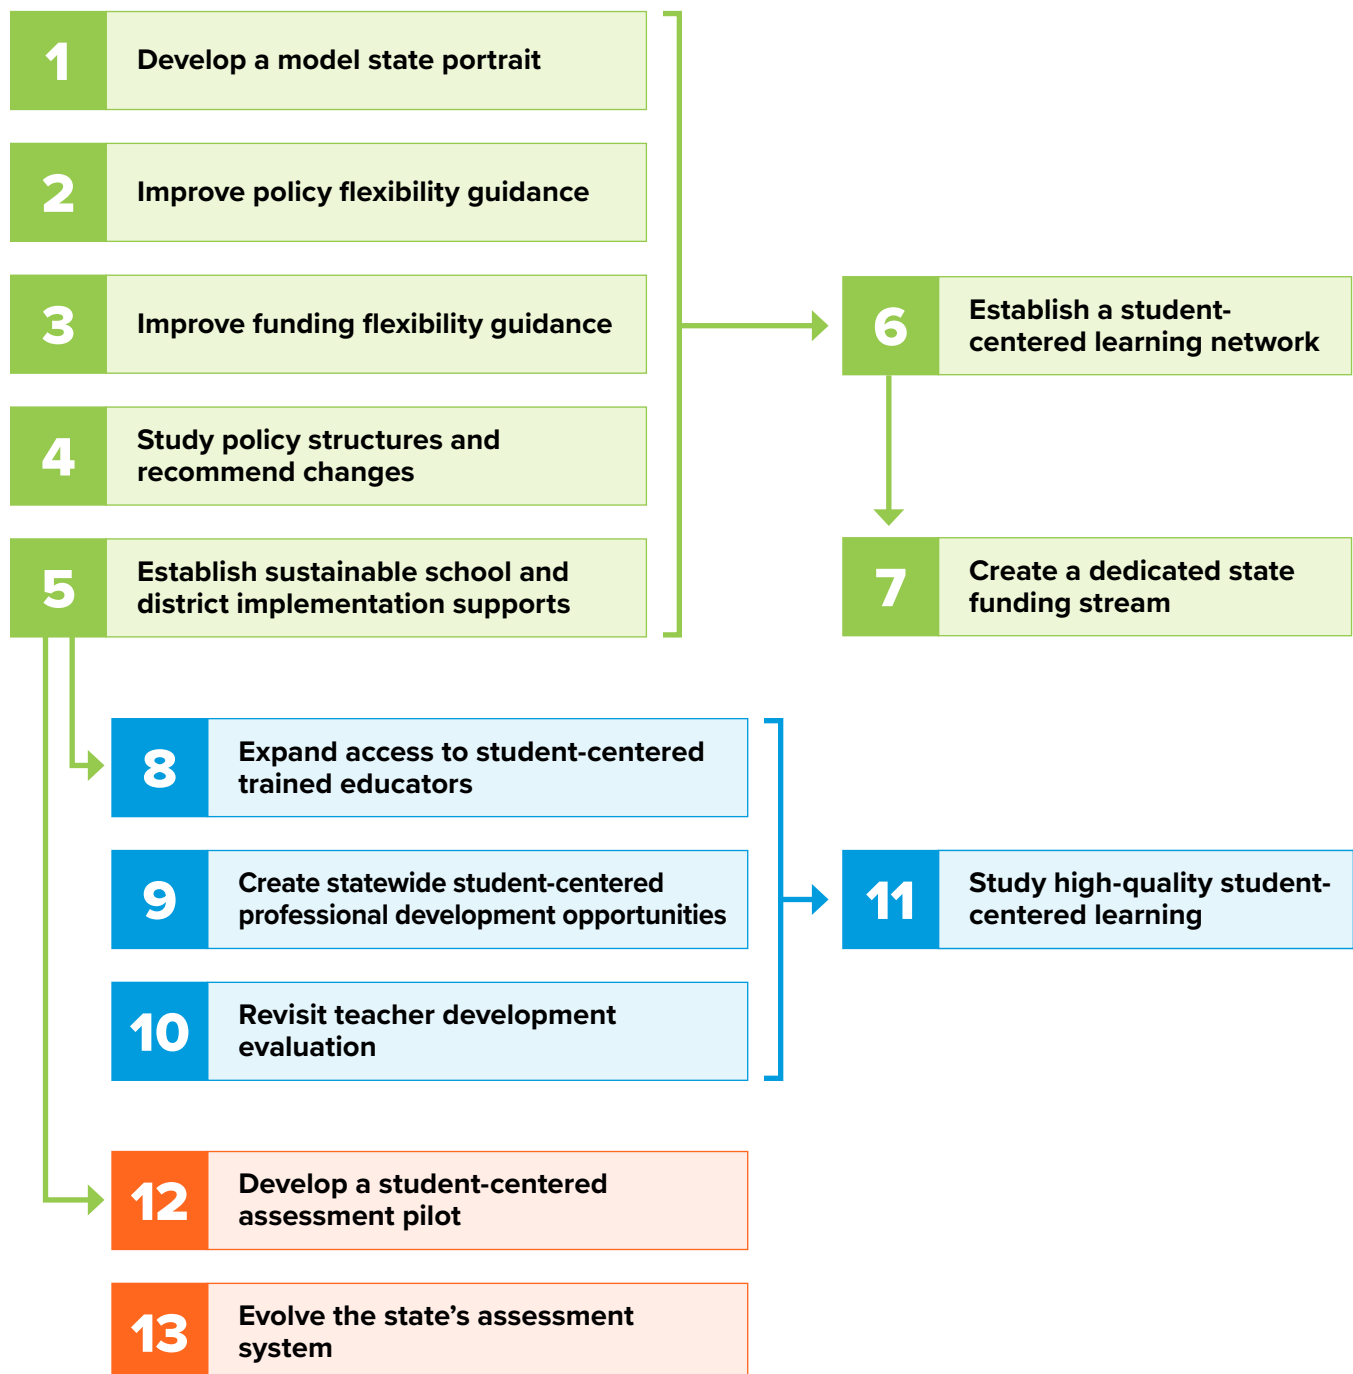 1
Develop a model state portrait
2
Improve policy flexibility guidance
3
Improve funding flexibility guidance
4
Study policy structures and
recommend changes
5
Establish sustainable school and
district implementation supports
6
Establish a student-
centered learning network
7
Create a dedicated state
funding stream
8
Expand access to student-centered
trained educators
9
Create statewide student-centered
professional development opportunities
10
Revisit teacher development
evaluation
11
Study high-quality student-
centered learning
12
Develop a student-centered
assessment pilot
13
Evolve the state’s assessment
system